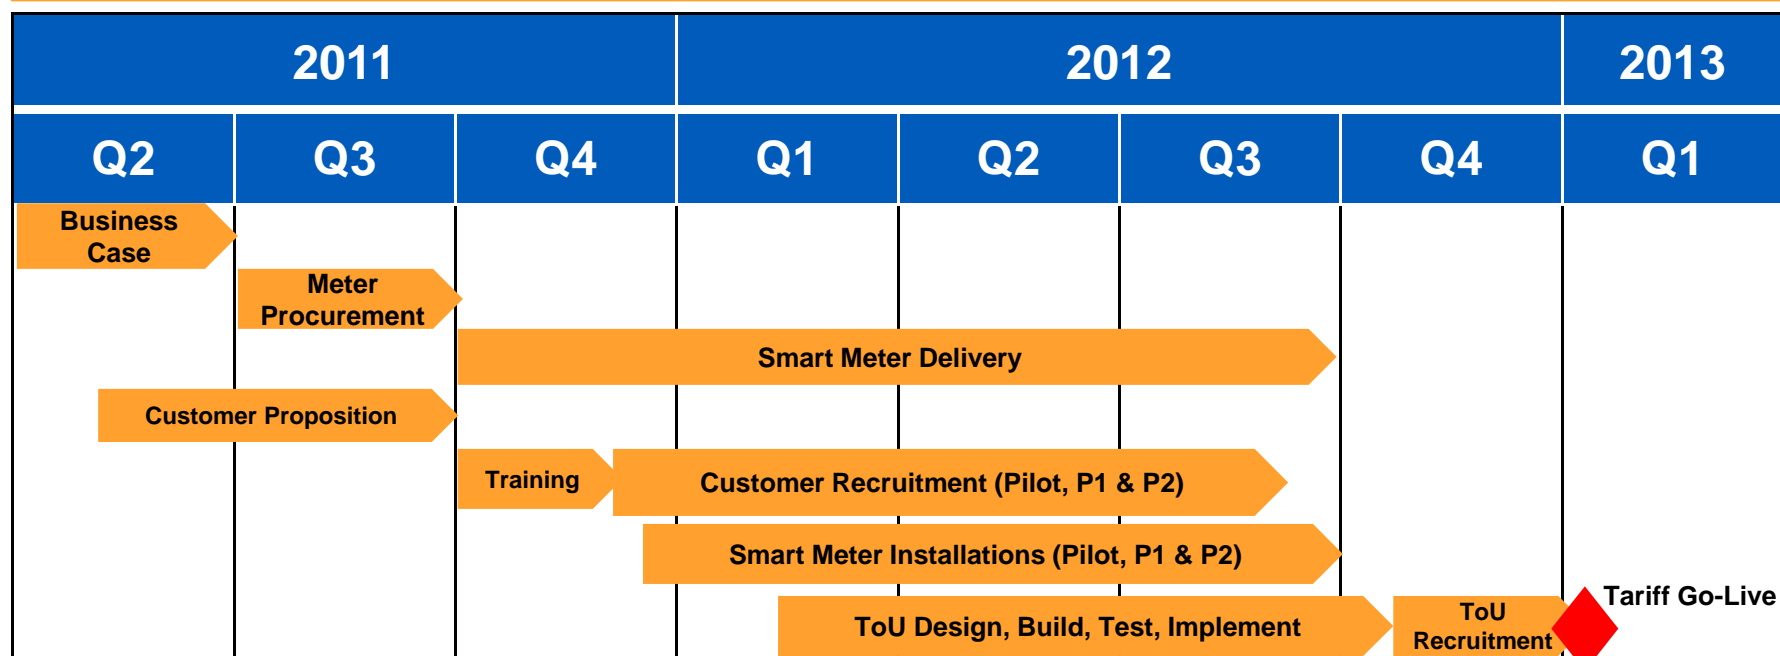 2011
2012
2013
Q2
Q3
Q4
Q1
Q2
Q3
Q4
Q1
Business
Case
Meter
Procurement
Smart Meter Delivery
Customer Proposition
Training
Customer Recruitment (Pilot, P1 & P2)
Smart Meter Installations (Pilot, P1 & P2)
Tariff Go-Live
ToU Design, Build, Test, Implement
ToU
Recruitment